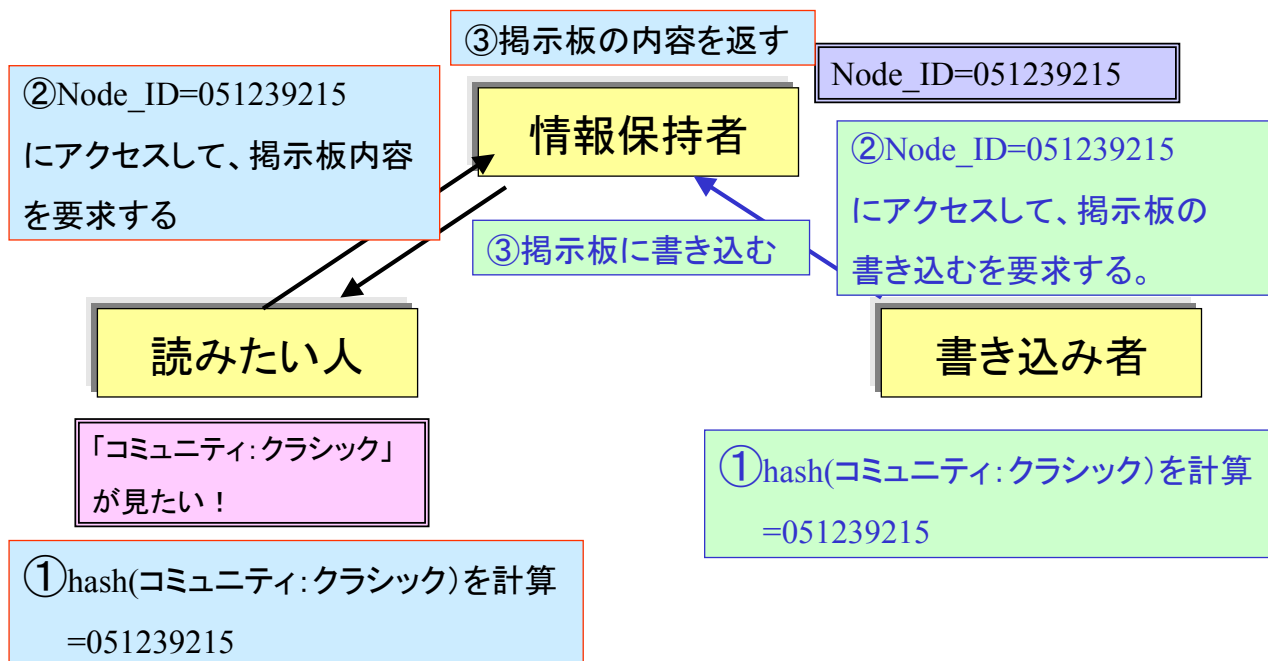 ③掲示板の内容を返す
Node_ID=051239215
②Node_ID=051239215
にアクセスして、掲示板内容
を要求する
情報保持者
②Node_ID=051239215
にアクセスして、掲示板の
書き込むを要求する。
③掲示板に書き込む
読みたい人
書き込み者
「コミュニティ:クラシック」
が見たい!
①hash(コミュニティ:クラシック)を計算
=051239215
①hash(コミュニティ:クラシック)を計算
=051239215